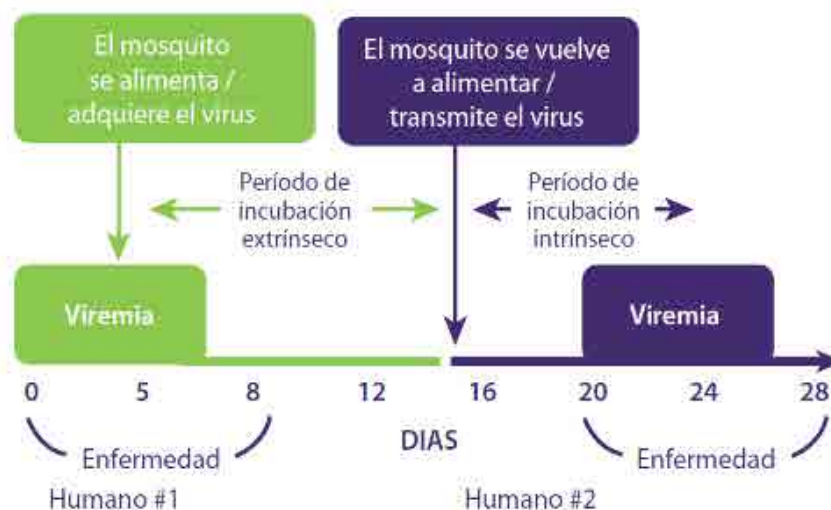 El mosquito
se alimenta /
adquiere el virus
El mosquito se vuelve
a alimentar /
transmite el virus
Período de
incubación
extrínseco
Período de
incubación
intrínseco
Viremia
Viremia
0 5 8 12 16 20 24 28
DIAS
Enfermedad
Enfermedad
Humano #1
Humano #2